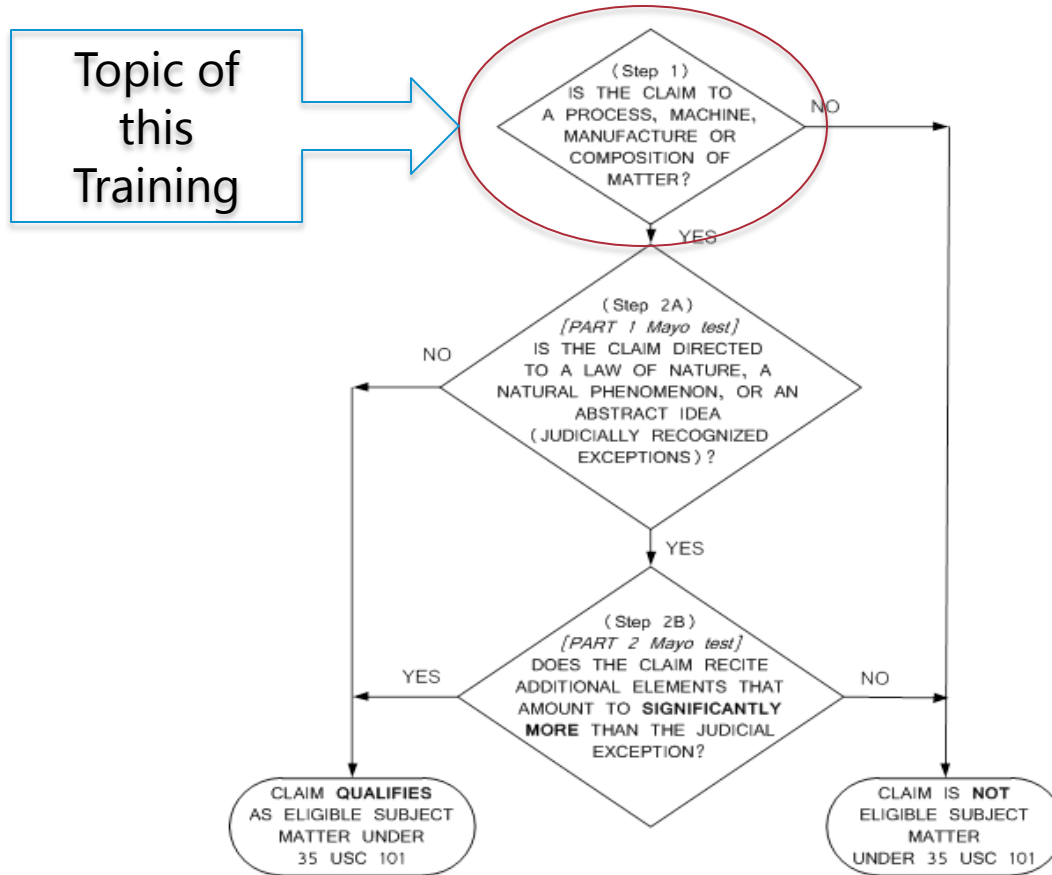 Topic of
this
Training
(Step 1)
IS THE CLAIM TO
A PROCESS, MACHINE,
MANUFACTURE OR
COMPOSITION OF
MATTER?
NO
YES
(Step 2A)
[PART 1 Mayo test]
IS THE CLAIM DIRECTED
TO A LAW OF NATURE, A
NATURAL PHENOMENON, OR AN
ABSTRACT IDEA
(JUDICIALLY RECOGNIZED
EXCEPTIONS)?
NO
YES
(Step 2B)
[PART 2 Mayo test]
DOES THE CLAIM RECITE
ADDITIONAL ELEMENTS THAT
AMOUNT TO SIGNIFICANTLY
MORE THAN THE JUDICIAL
EXCEPTION?
YES
NO
CLAIM QUALIFIES
AS ELIGIBLE SUBJECT
MATTER UNDER
35 USC 101
CLAIM IS NOT
ELIGIBLE SUBJECT
MATTER
UNDER 35 USC 101